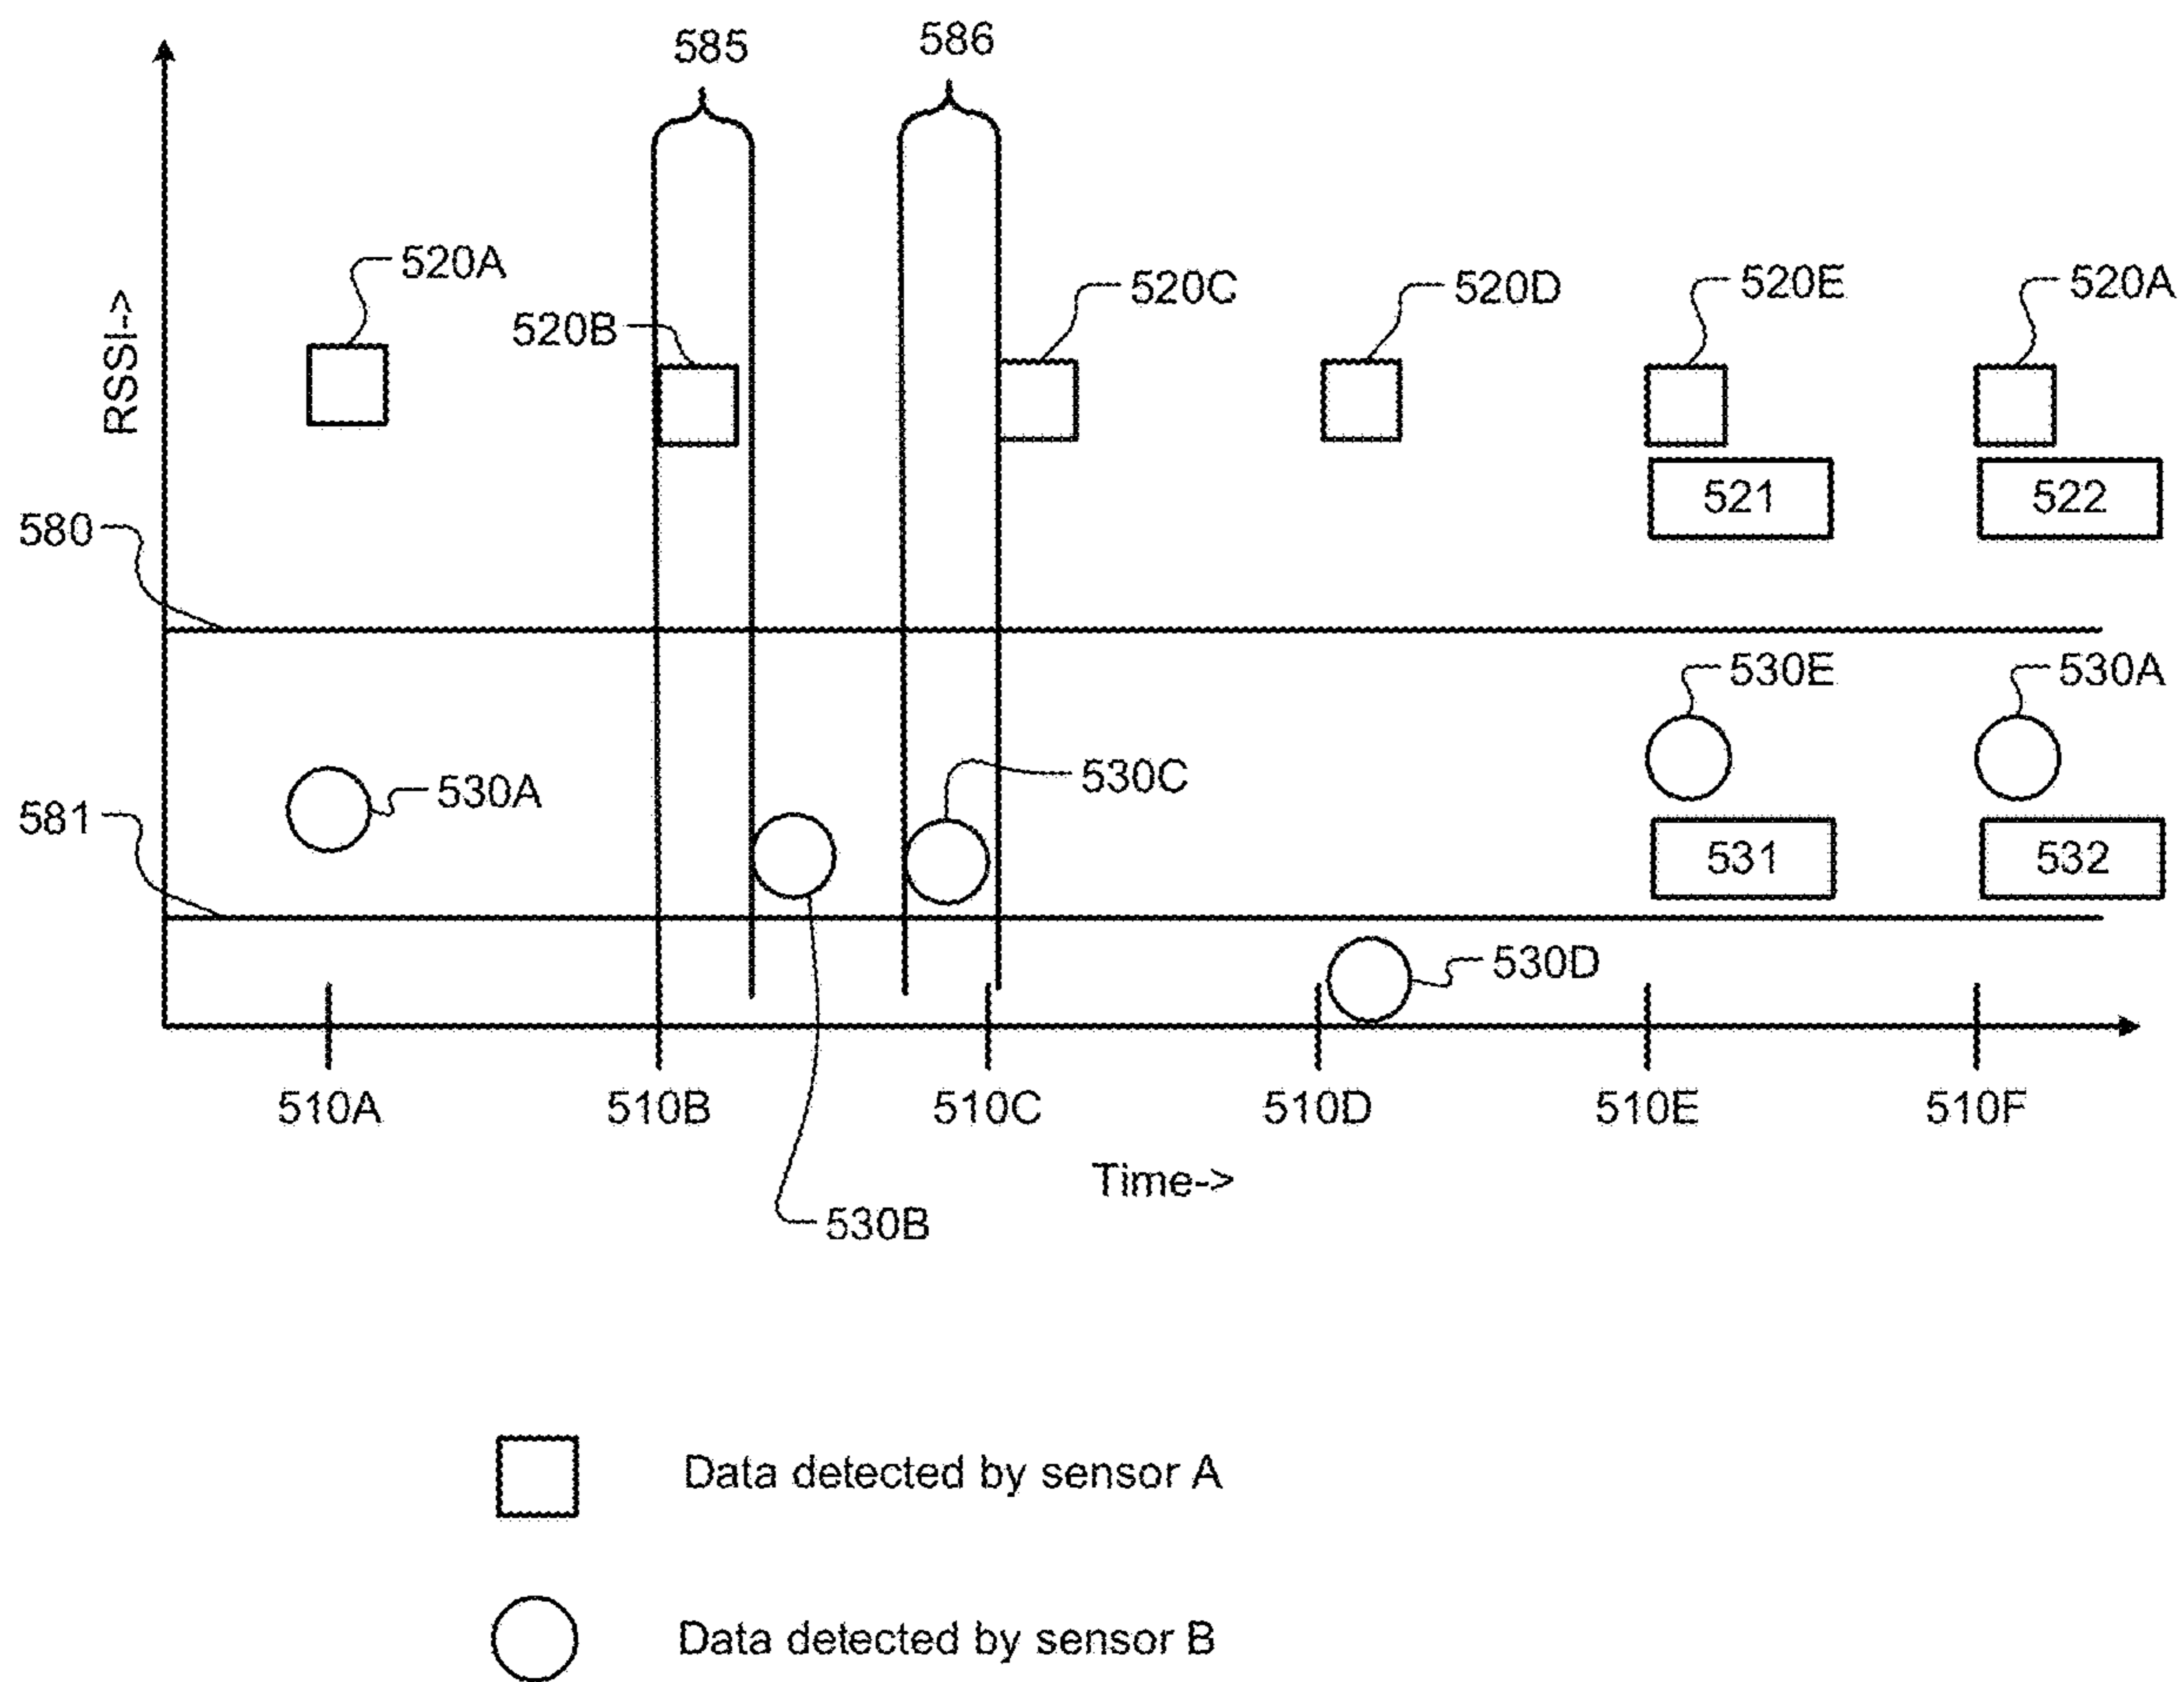 585
586
520A
520B
520C
520D
520E
520A
RSSI->
521
522
580
530E
530A
530A
530C
581
531
532
530D
510A
510B
510C
510D
510E
510F
Time->
530B
Data detected by sensor A
Data detected by sensor B